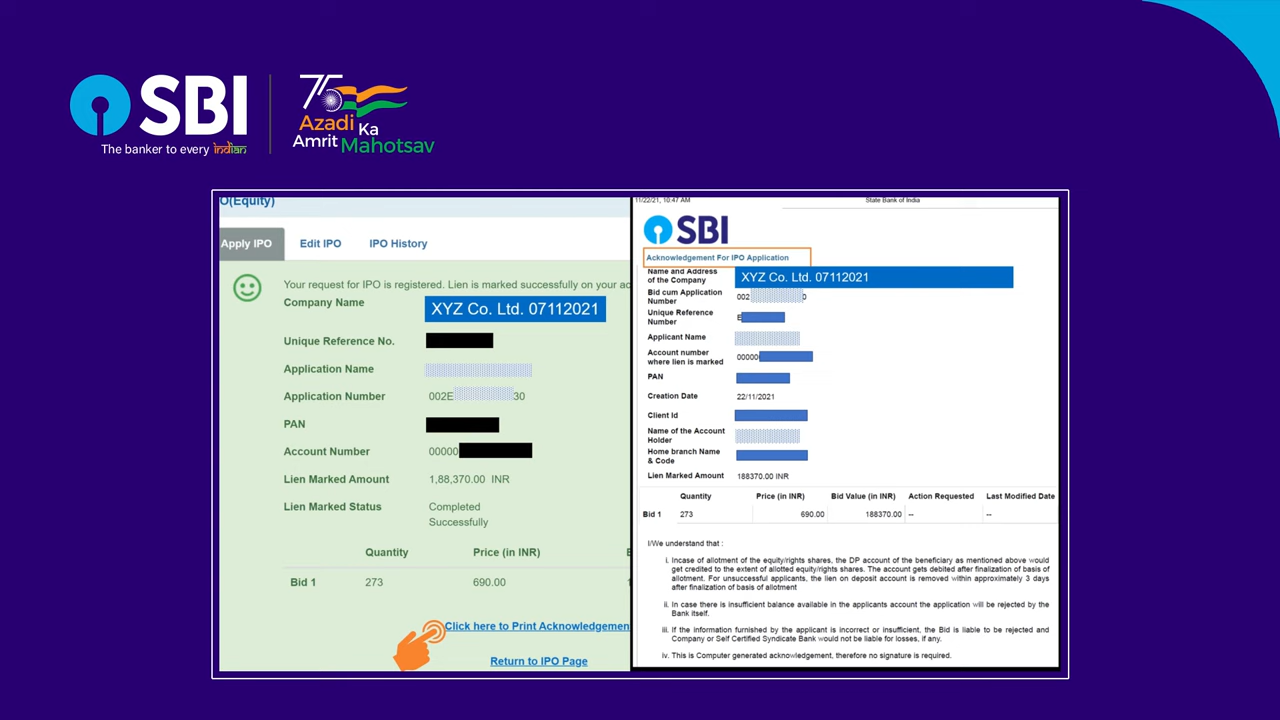 SBI
The banker to every indian
75
Azadi Ka
Amrit Mahotsav
O(Equity)
Apply IPO
Edit IPO
IPO History
Your request for IPO is registered. Lien is marked successfully on your ac
Company Name
XYZ Co. Ltd. 07112021
Unique Reference No.
Application Name
Application Number 002E 30
PAN
Account Number 00000
Lien Marked Amount 1,88,370.00 INR
Lien Marked Status Completed
Successfully
Quantity Price (in INR)
Bid 1 273 690.00
Click here to Print Acknowledgemen
Return to IPO Page
11/22/21, 10:47 AM State Bank of India
SBI
Acknowledgement For IPO Application
Name and Address
of the Company
XYZ Co. Ltd. 07112021
Bid cum Application
Number
002 0
Unique Reference
Number
E
Applicant Name
Account number
where lien is marked
00000
PAN
Creation Date 22/11/2021
Client Id
Name of the Account
Holder
Home branch Name
& Code
Lien Marked Amount 188370.00 INR
Quantity Price (in INR) Bid Value (in INR) Action Requested Last Modified Date
Bid 1 273 690.00 188370.00 -- --
I/We understand that :
i. Incase of allotment of the equity/rights shares, the DP account of the beneficiary as mentioned above would
get credited to the extent of allotted equity/rights shares. The account gets debited after finalization of basis of
allotment. For unsuccessful applicants, the lien on deposit account is removed within approximately 3 days
after finalization of basis of allotment
ii. In case there is insufficient balance available in the applicants account the application will be rejected by the
Bank itself.
iii. If the information furnished by the applicant is incorrect or insufficient, the Bid is liable to be rejected and
Company or Self Certified Syndicate Bank would not be liable for losses, if any.
iv. This is Computer generated acknowledgement, therefore no signature is required.